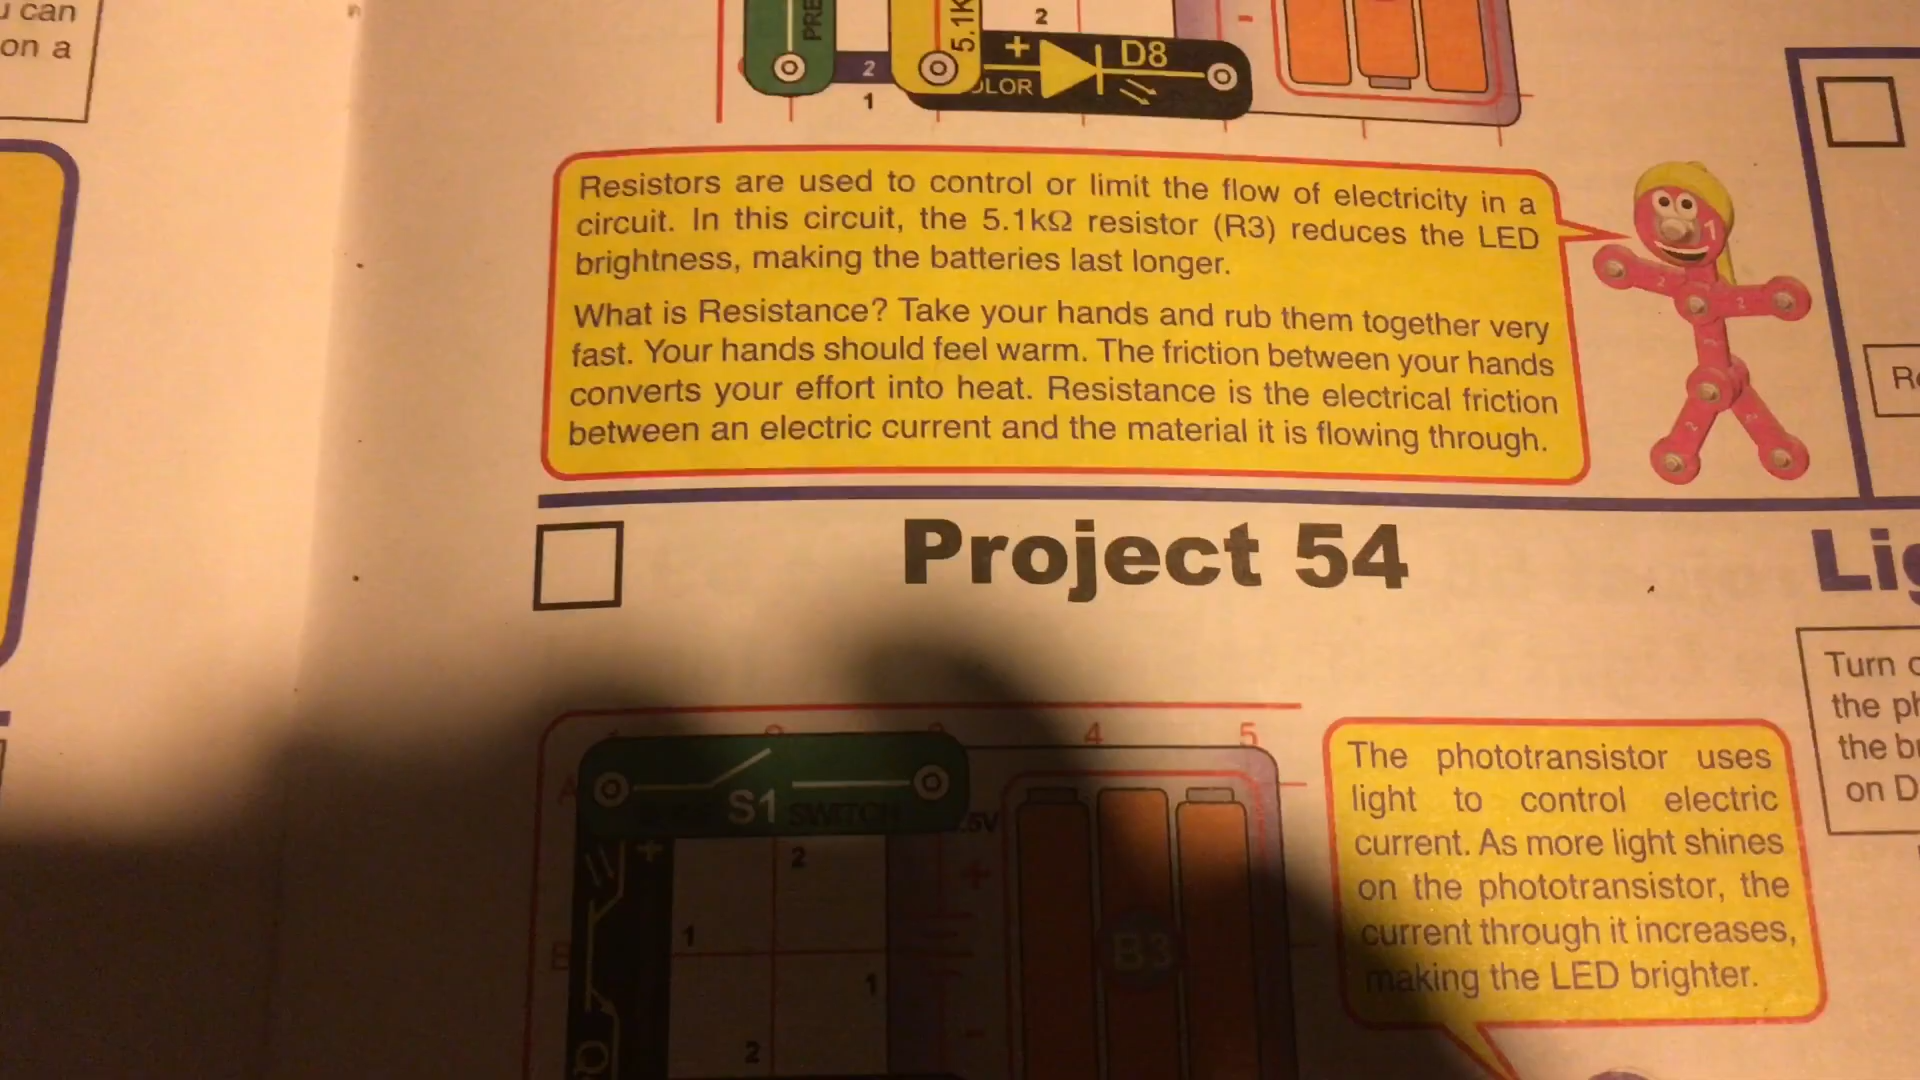 can
on a
PRE
5.1K
2
-
+ D8
2
LOR
1
Resistors are used to control or limit the flow of electricity in a
circuit. In this circuit, the 5.1kΩ resistor (R3) reduces the LED
brightness, making the batteries last longer.
What is Resistance? Take your hands and rub them together very
fast. Your hands should feel warm. The friction between your hands
converts your effort into heat. Resistance is the electrical friction
between an electric current and the material it is flowing through.
Project 54
4 5
S1 SWITCH
5V
+
2
+
1
B
B3
1
-
2
Q
The phototransistor uses
light to control electric
current. As more light shines
on the phototransistor, the
current through it increases,
making the LED brighter.
Turn
the
the
on D